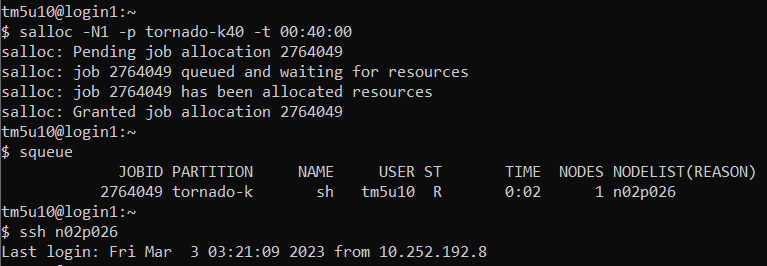 tm5u10@login1:~
$ salloc -N1 -p tornado-k40 -t 00:40:00
salloc: Pending job allocation 2764049
salloc: job 2764049 queued and waiting for resources
salloc: job 2764049 has been allocated resources
salloc: Granted job allocation 2764049
tm5u10@login1:~
$ squeue
JOBID PARTITION NAME USER ST TIME NODES NODELIST(REASON)
2764049 tornado-k sh tm5u10 R 0:02 1 n02p026
tm5u10@login1:~
$ ssh n02p026
Last login: Fri Mar  3 03:21:09 2023 from 10.252.192.8